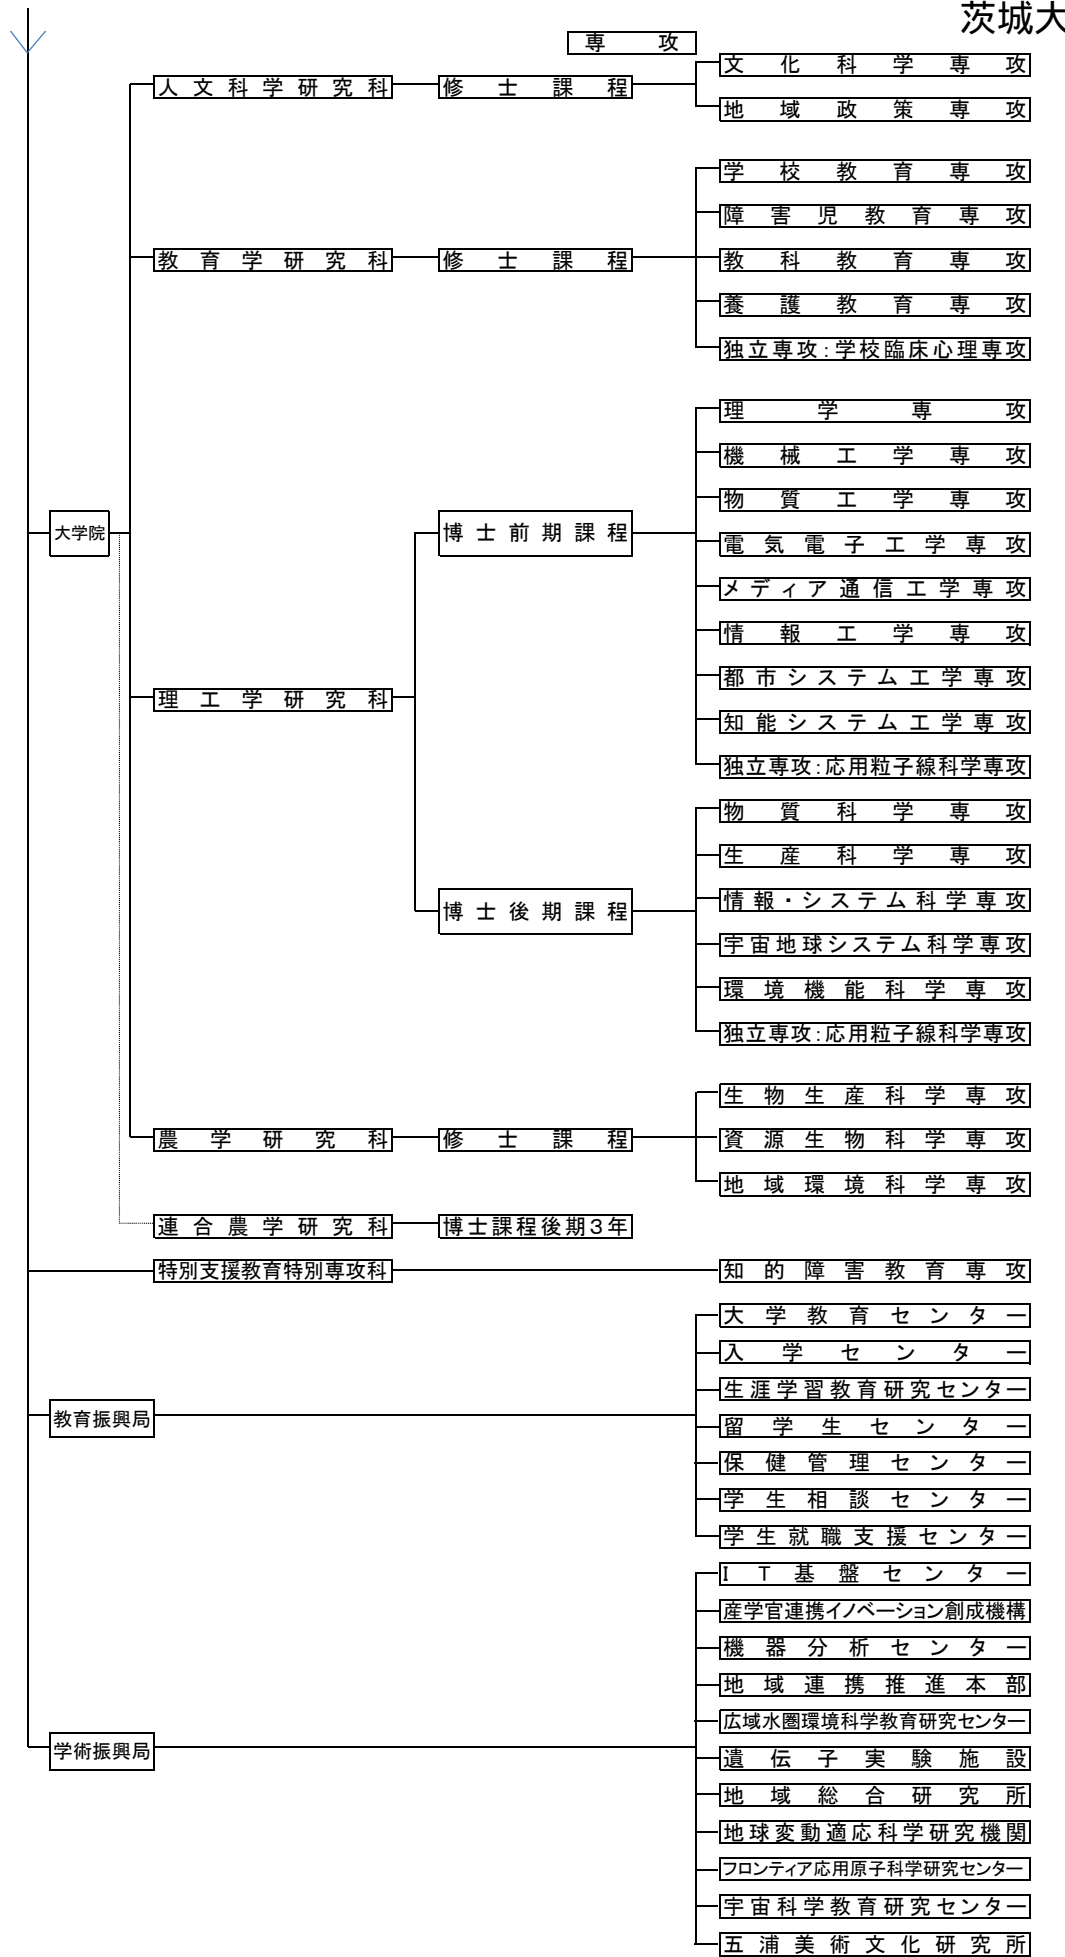 茨城大
専攻
人文科学研究科
修士課程
文化科学専攻
地域政策専攻
教育学研究科
修士課程
学校教育専攻
障害児教育専攻
教科教育専攻
養護教育専攻
独立専攻:学校臨床心理専攻
大学院
理工学研究科
博士前期課程
理学専攻
機械工学専攻
物質工学専攻
電気電子工学専攻
メディア通信工学専攻
情報工学専攻
都市システム工学専攻
知能システム工学専攻
独立専攻:応用粒子線科学専攻
博士後期課程
物質科学専攻
生産科学専攻
情報・システム科学専攻
宇宙地球システム科学専攻
環境機能科学専攻
独立専攻:応用粒子線科学専攻
農学研究科
修士課程
生物生産科学専攻
資源生物科学専攻
地域環境科学専攻
連合農学研究科
博士課程後期3年
特別支援教育特別専攻科
知的障害教育専攻
教育振興局
大学教育センター
入学センター
生涯学習教育研究センター
留学生センター
保健管理センター
学生相談センター
学生就職支援センター
学術振興局
IT基盤センター
産学官連携イノベーション創成機構
機器分析センター
地域連携推進本部
広域水圏環境科学教育研究センター
遺伝子実験施設
地域総合研究所
地球変動適応科学研究機関
フロンティア応用原子科学研究センター
宇宙科学教育研究センター
五浦美術文化研究所